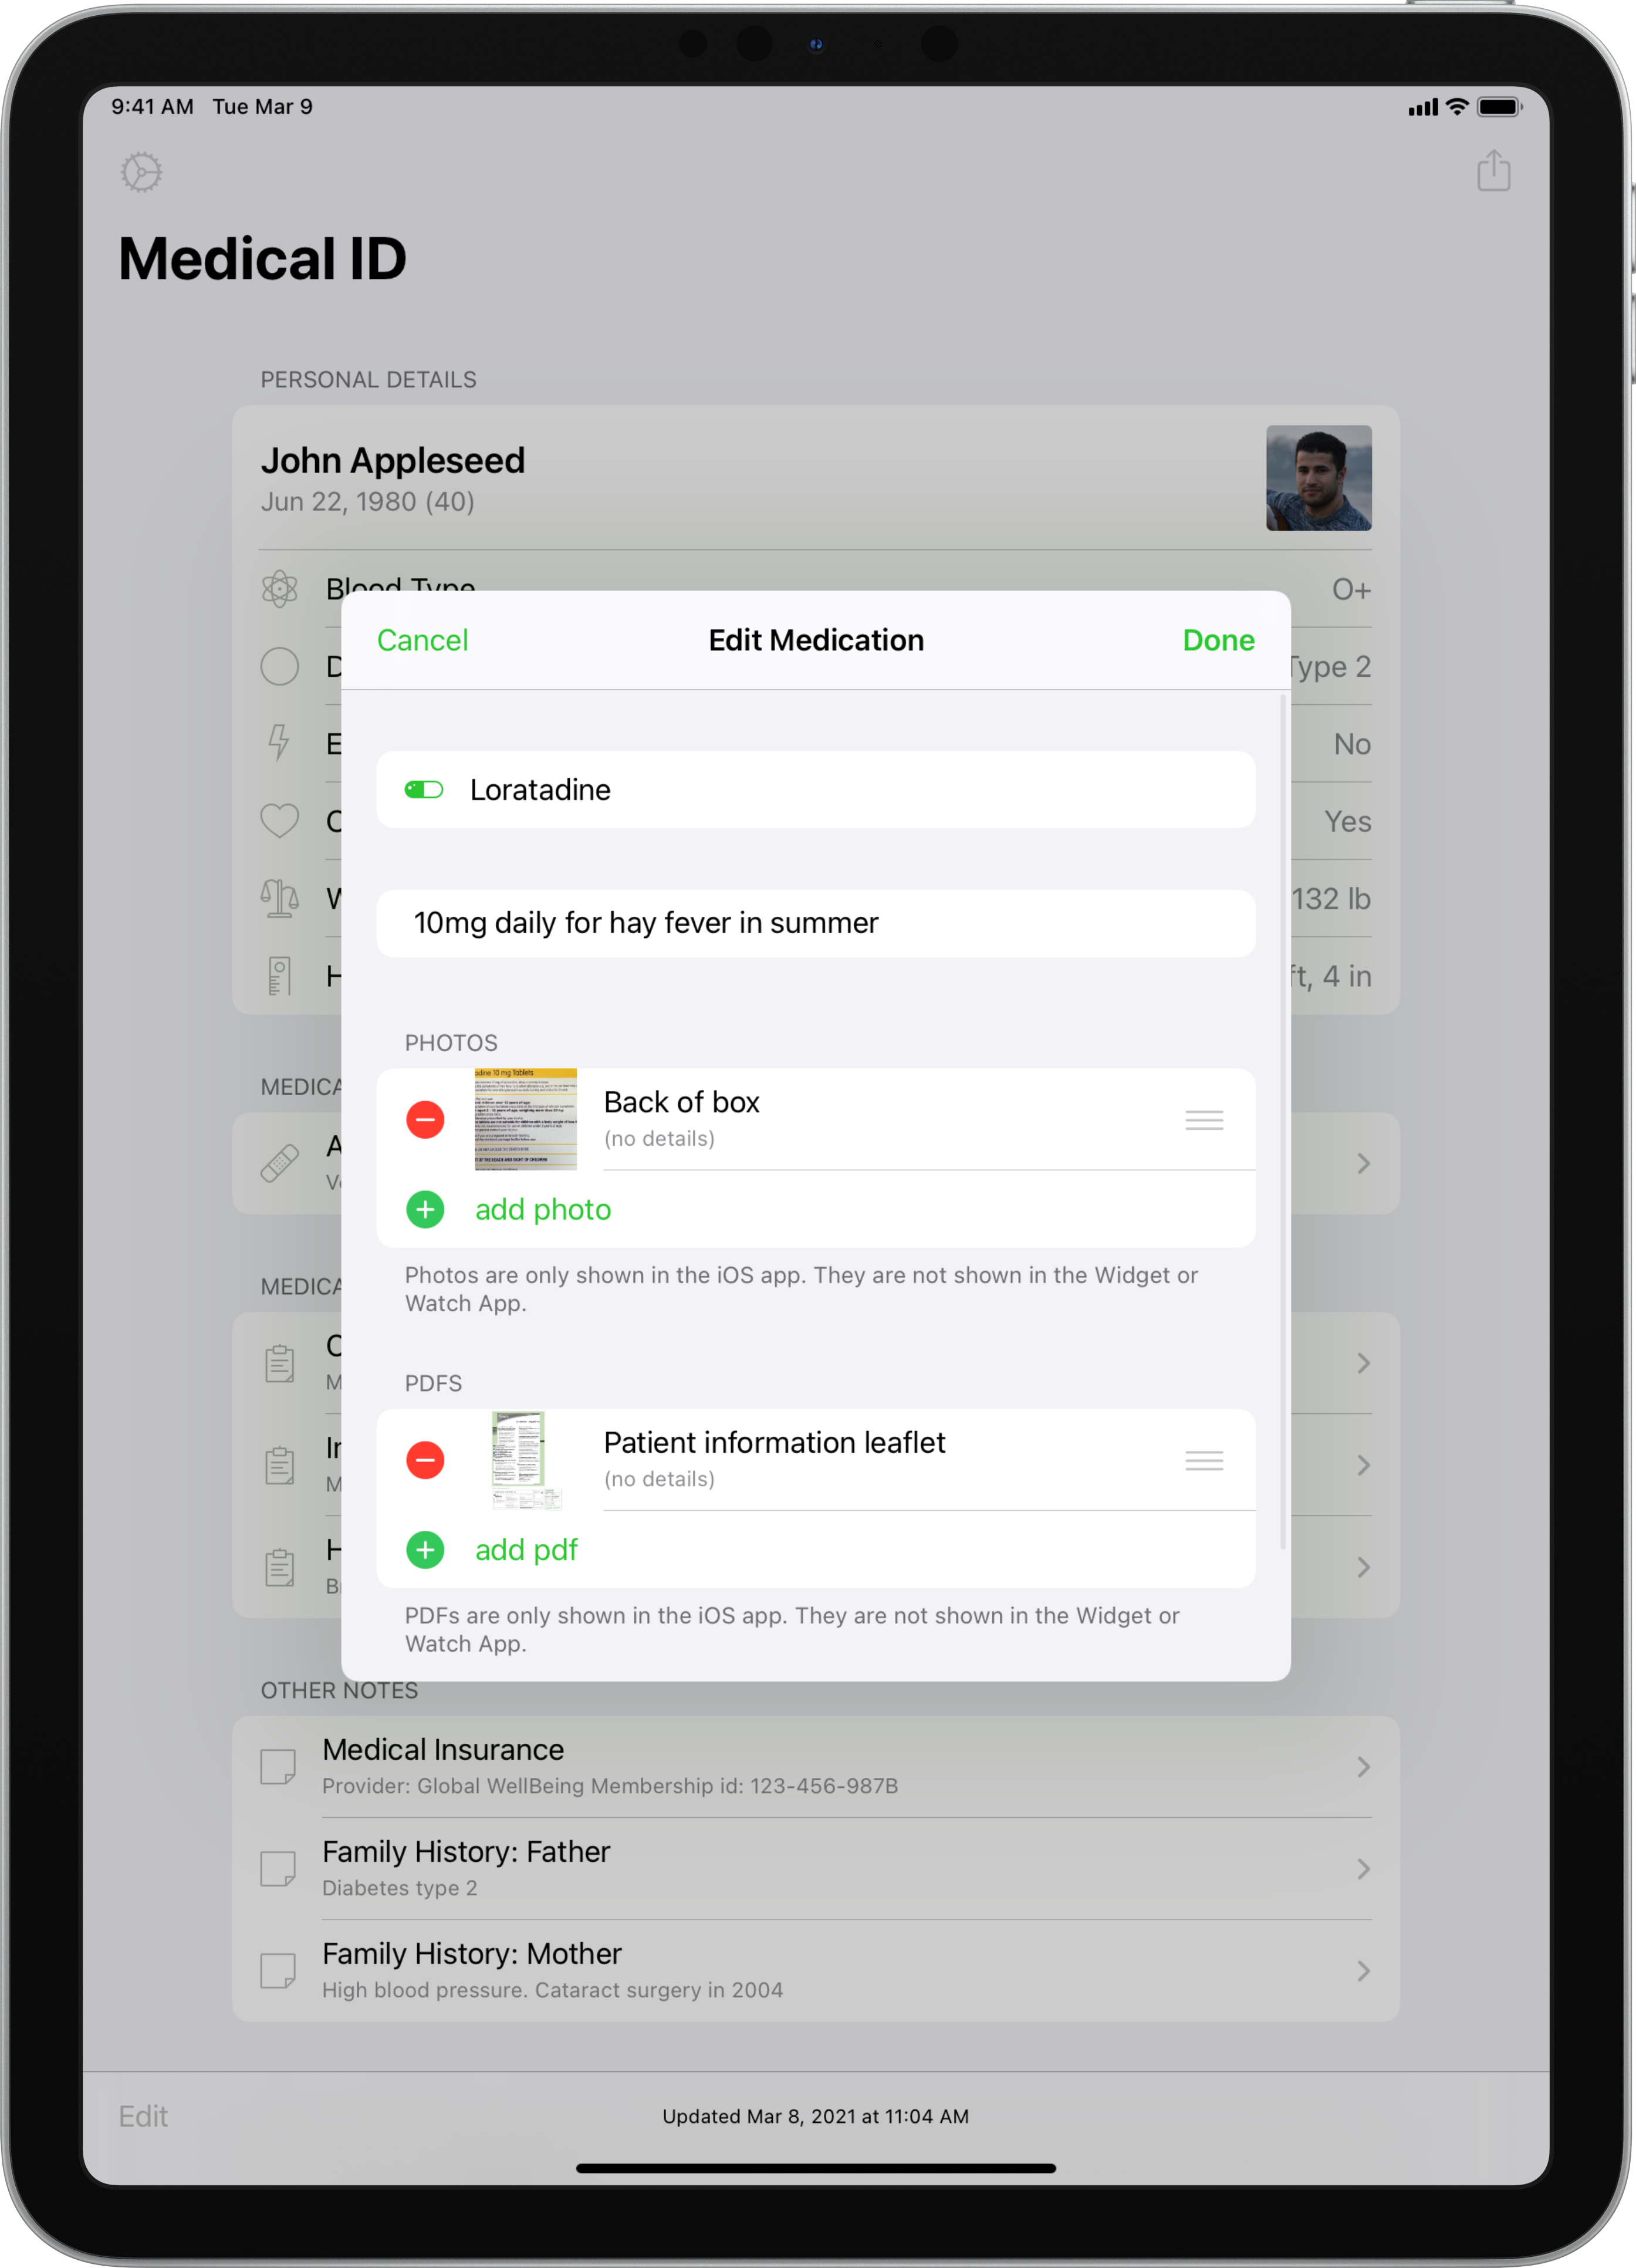 9:41 AM Tue Mar 9
Medical ID
PERSONAL DETAILS
John Appleseed
Jun 22, 1980 (40)
Blood Type O+
Cancel Edit Medication Done
Type 2
No
Yes
132 lb
ft, 4 in
Loratadine
10mg daily for hay fever in summer
PHOTOS
10 mg Tablets
Back of box
(no details)
add photo
Photos are only shown in the iOS app. They are not shown in the Widget or
Watch App.
PDFS
Patient information leaflet
(no details)
add pdf
PDFs are only shown in the iOS app. They are not shown in the Widget or
Watch App.
OTHER NOTES
Medical Insurance
Provider: Global WellBeing Membership id: 123-456-987B
Family History: Father
Diabetes type 2
Family History: Mother
High blood pressure. Cataract surgery in 2004
Edit Updated Mar 8, 2021 at 11:04 AM